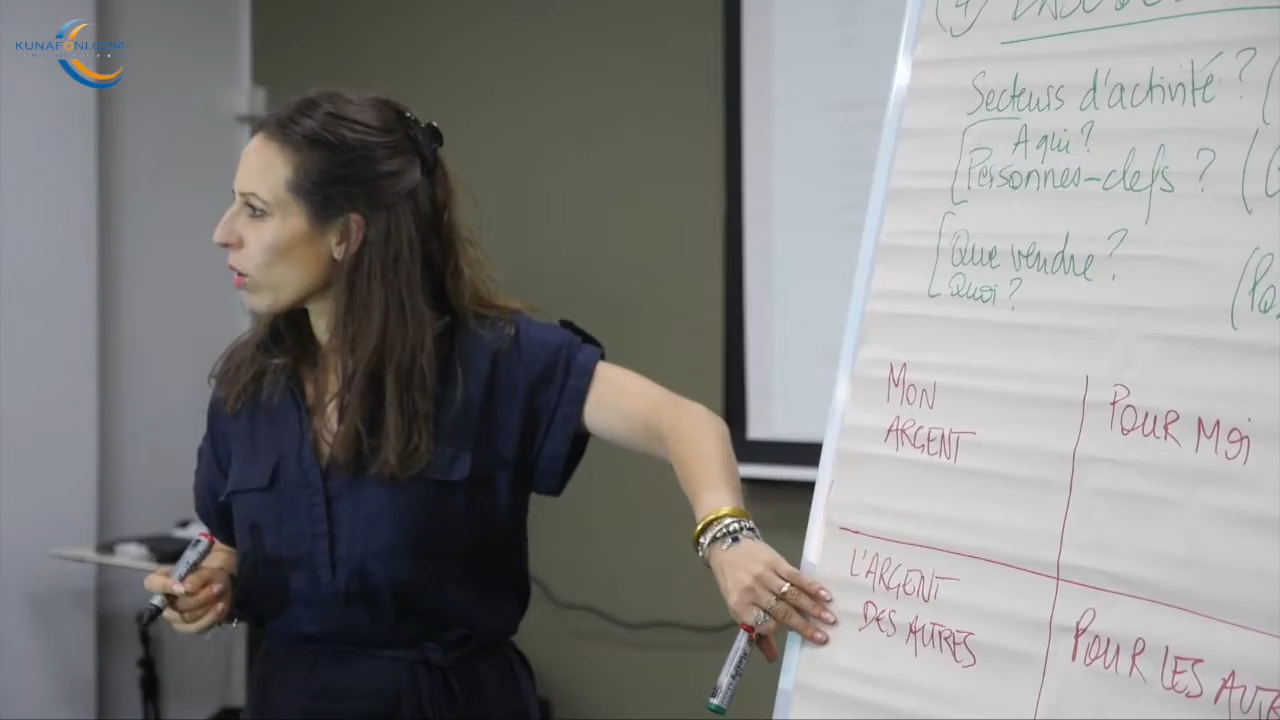 KUNAFONI.COM
Secteurs d'activité ?
A qui ?
Personnes-clefs ?
Que vendre ?
Quoi ?
MON
ARGENT
POUR MOI
L'ARGENT
DES AUTRES
POUR LES AUTR